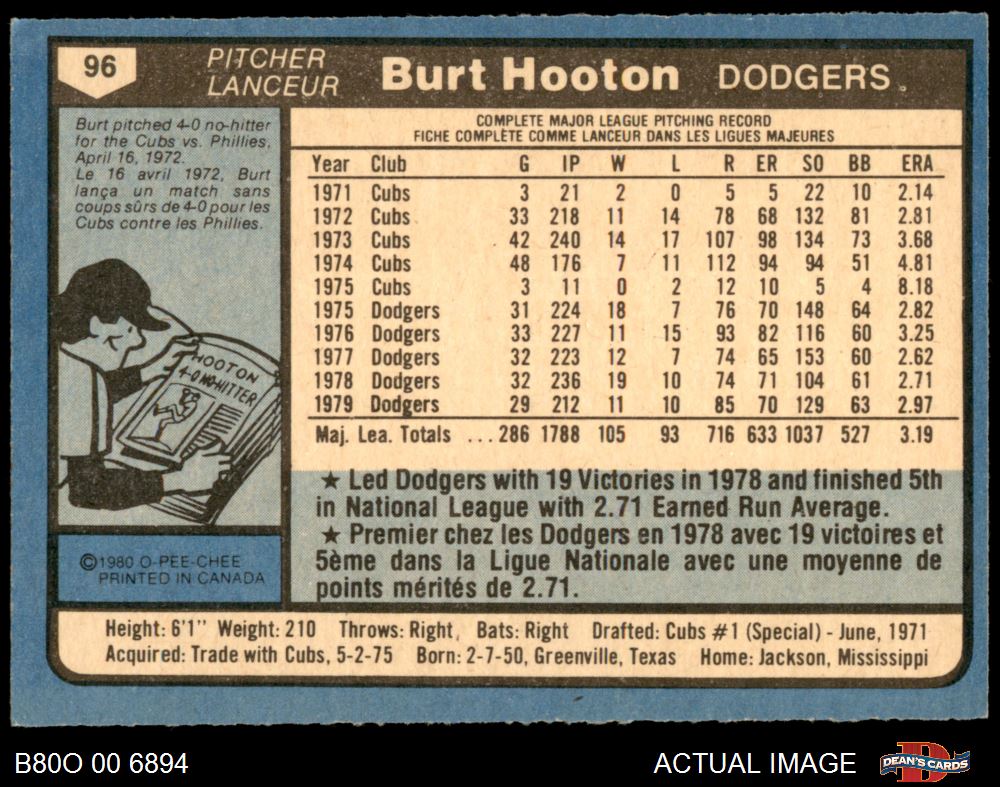 96
PITCHER
LANCEUR
Burt Hooton DODGERS
Burt pitched 4-0 no-hitter
for the Cubs vs. Phillies,
April 16, 1972.
Le 16 avril 1972, Burt
lança un match sans
coups sûrs de 4-0 pour les
Cubs contre les Phillies.
HOOTON
4-0 NO-HITTER
©1980 O-PEE-CHEE
PRINTED IN CANADA
COMPLETE MAJOR LEAGUE PITCHING RECORD
FICHE COMPLÈTE COMME LANCEUR DANS LES LIGUES MAJEURES
Year Club G IP W L R ER SO BB ERA
1971 Cubs 3 21 2 0 5 5 22 10 2.14
1972 Cubs 33 218 11 14 78 68 132 81 2.81
1973 Cubs 42 240 14 17 107 98 134 73 3.68
1974 Cubs 48 176 7 11 112 94 94 51 4.81
1975 Cubs 3 11 0 2 12 10 5 4 8.18
1975 Dodgers 31 224 18 7 76 70 148 64 2.82
1976 Dodgers 33 227 11 15 93 82 116 60 3.25
1977 Dodgers 32 223 12 7 74 65 153 60 2.62
1978 Dodgers 32 236 19 10 74 71 104 61 2.71
1979 Dodgers 29 212 11 10 85 70 129 63 2.97
Maj. Lea. Totals ...286 1788 105 93 716 633 1037 527 3.19
★ Led Dodgers with 19 Victories in 1978 and finished 5th
in National League with 2.71 Earned Run Average.
★ Premier chez les Dodgers en 1978 avec 19 victoires et
5ème dans la Ligue Nationale avec une moyenne de
points mérités de 2.71.
Height: 6'1" Weight: 210 Throws: Right, Bats: Right Drafted: Cubs #1 (Special) - June, 1971
Acquired: Trade with Cubs, 5-2-75 Born: 2-7-50, Greenville, Texas Home: Jackson, Mississippi
B80O 00 6894
ACTUAL IMAGE
D
DEAN'S CARDS